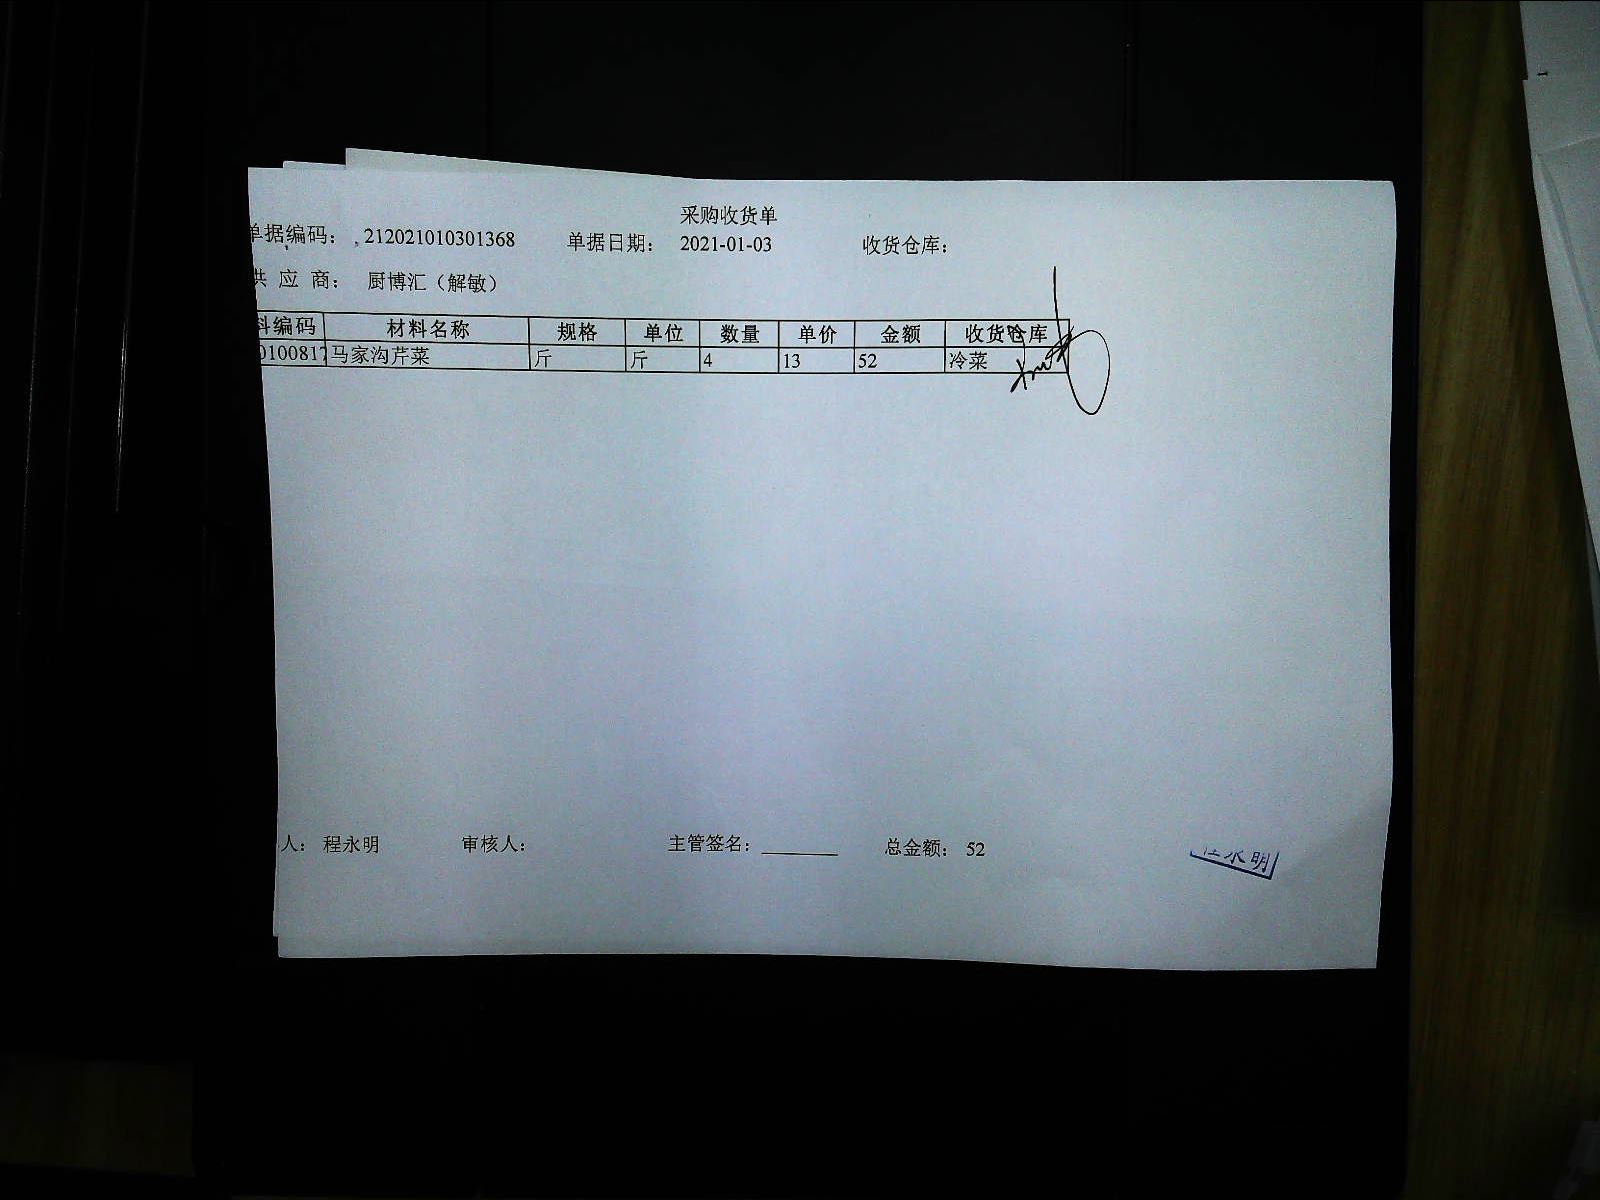 采购收货单
单据编码： 212021010301368 单据日期： 2021-01-03 收货仓库：
供 应 商： 厨博汇（解敏）
料编码 材料名称 规格 单位 数量 单价 金额 收货仓库
0100817 马家沟芹菜 斤 斤 4 13 52 冷菜
人： 程永明 审核人： 主管签名： 总金额： 52
永明